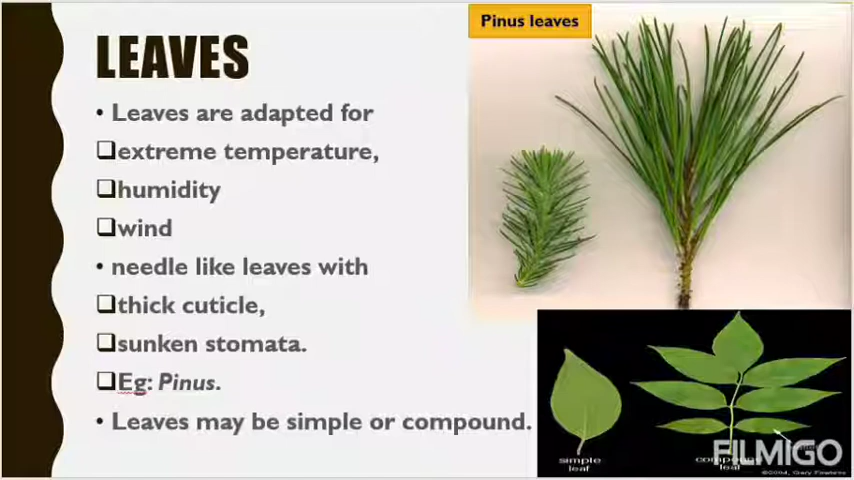 Pinus leaves
LEAVES
• Leaves are adapted for
❑extreme temperature,
❑humidity
❑wind
• needle like leaves with
❑thick cuticle,
❑sunken stomata.
❑Eg: Pinus.
• Leaves may be simple or compound.
simple
leaf
leaf
FILMIGO